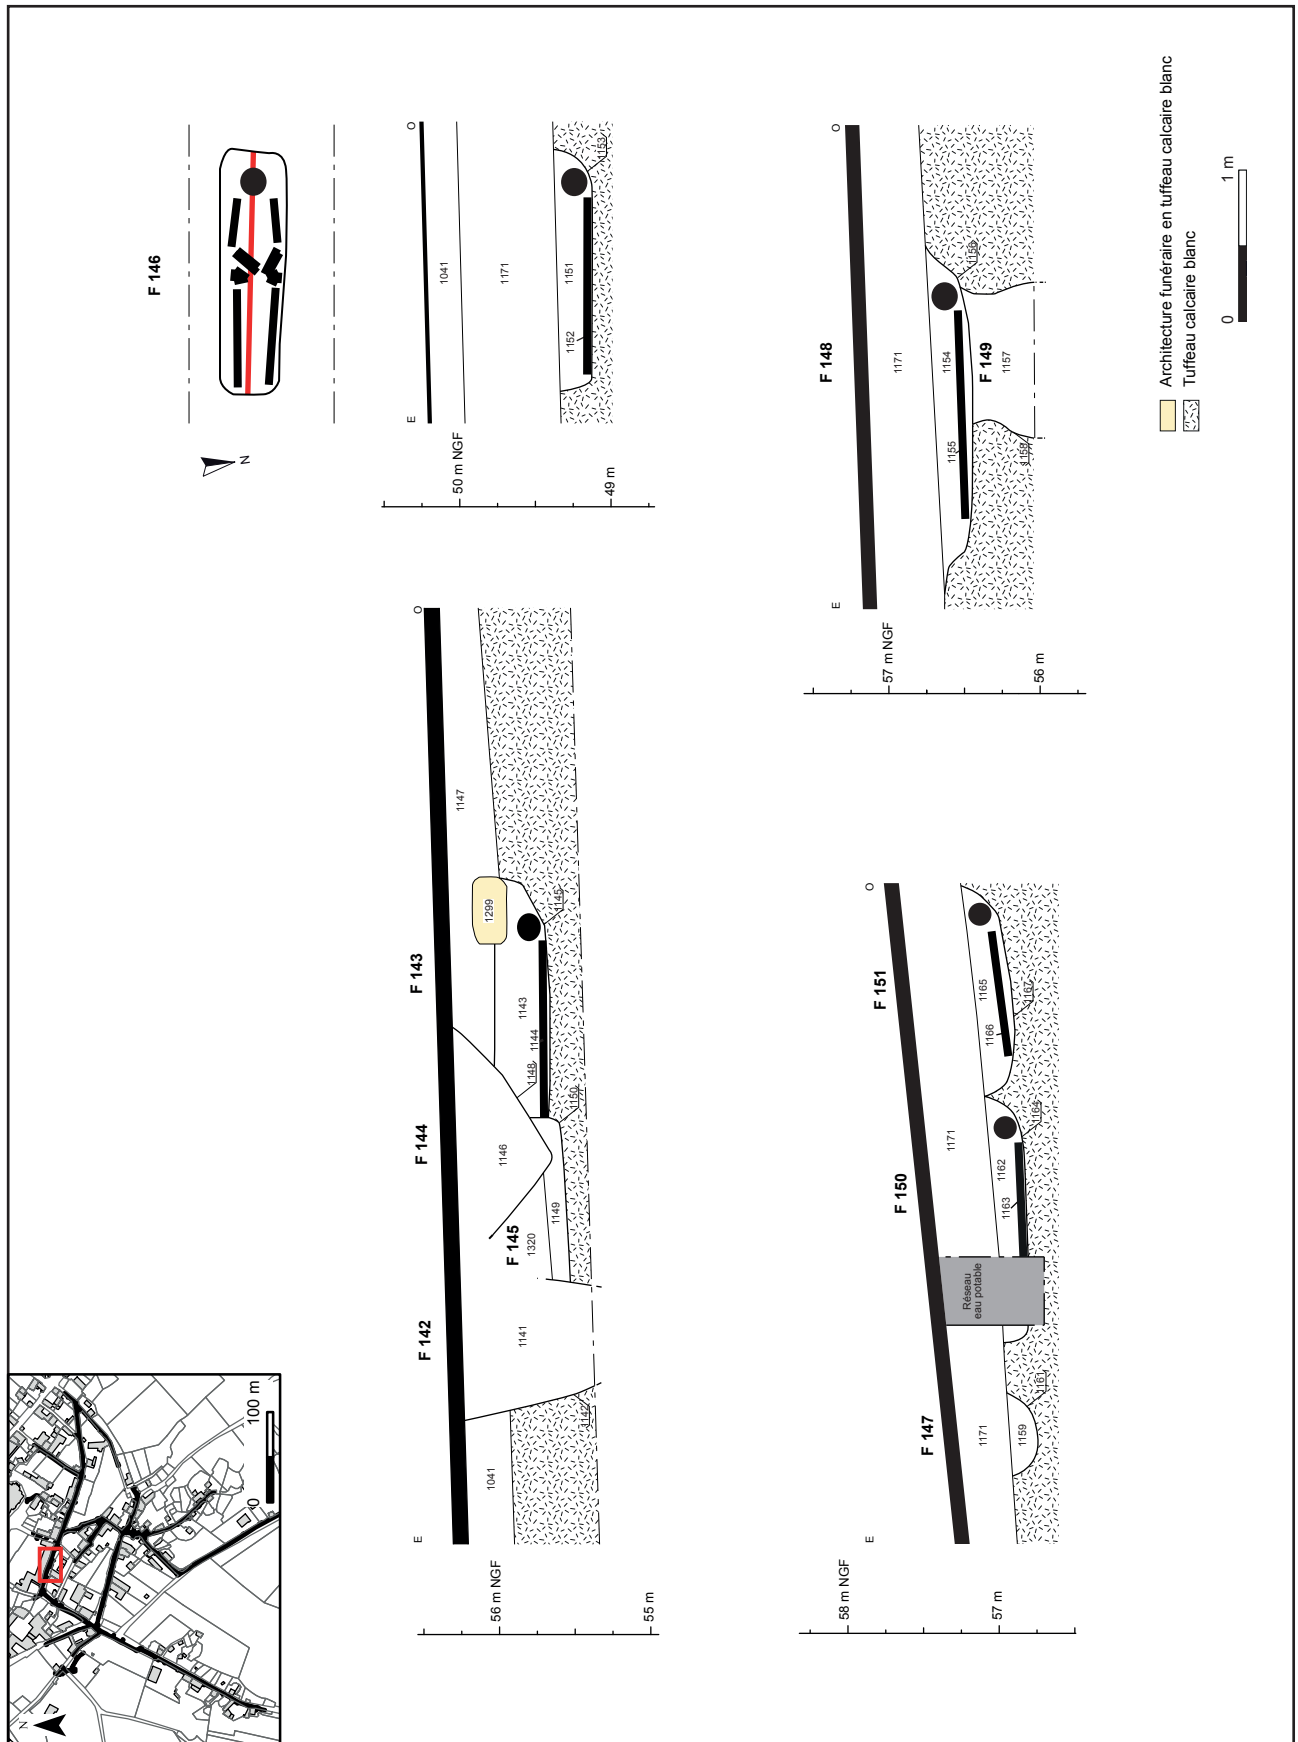 F 146
N
O
E
1041
1171
1151
1152
1153
50 m NGF
49 m
F 148
O
E
1171
1154
1155
1156
F 149
1157
1158
57 m NGF
56 m
Architecture funéraire en tuffeau calcaire blanc
Tuffeau calcaire blanc
0
1 m
F 142
F 144
F 143
O
E
1041
1141
1142
F 145
1320
1149
1146
1150
1148
1144
1143
1145
1299
1147
56 m NGF
55 m
F 147
F 150
F 151
O
E
1171
1159
1161
Réseau
eau potable
1171
1163
1162
1164
1166
1165
1167
58 m NGF
57 m
N
0
100 m